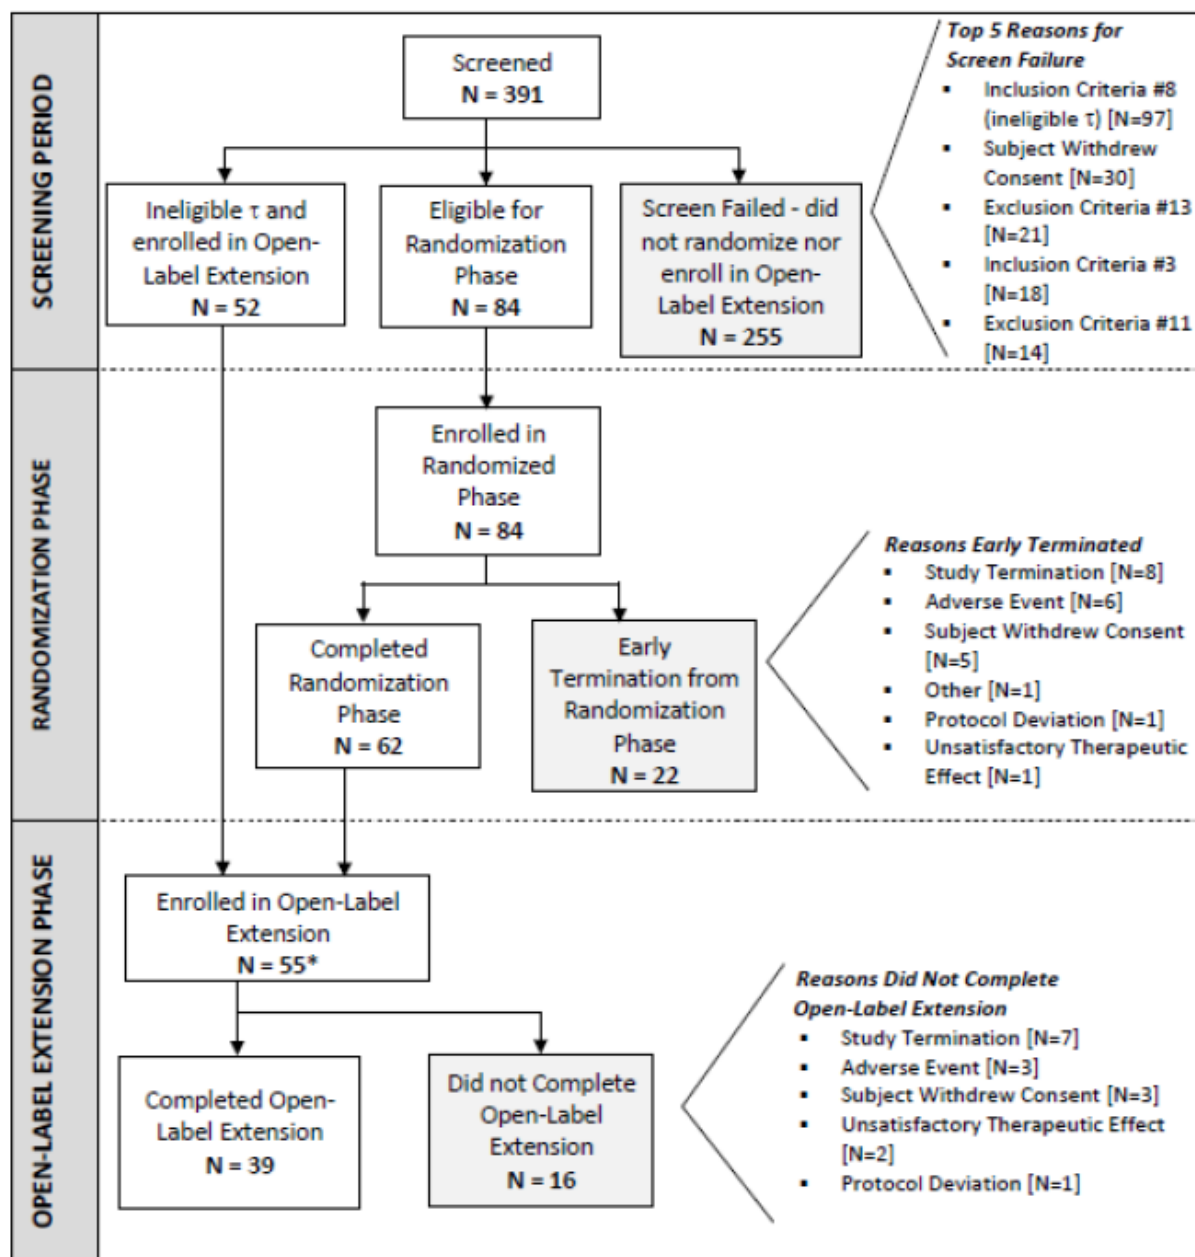 SCREENING PERIOD
Screened
N = 391
Ineligible τ and
enrolled in Open-
Label Extension
N = 52
Eligible for
Randomization
Phase
N = 84
Screen Failed - did
not randomize nor
enroll in Open-
Label Extension
N = 255
Top 5 Reasons for
Screen Failure
▪ Inclusion Criteria #8
(ineligible τ) [N=97]
▪ Subject Withdrew
Consent [N=30]
▪ Exclusion Criteria #13
[N=21]
▪ Inclusion Criteria #3
[N=18]
▪ Exclusion Criteria #11
[N=14]
RANDOMIZATION PHASE
Enrolled in
Randomized
Phase
N = 84
Completed
Randomization
Phase
N = 62
Early
Termination from
Randomization
Phase
N = 22
Reasons Early Terminated
▪ Study Termination [N=8]
▪ Adverse Event [N=6]
▪ Subject Withdrew Consent
[N=5]
▪ Other [N=1]
▪ Protocol Deviation [N=1]
▪ Unsatisfactory Therapeutic
Effect [N=1]
OPEN-LABEL EXTENSION PHASE
Enrolled in Open-Label
Extension
N = 55*
Completed Open-
Label Extension
N = 39
Did not Complete
Open-Label
Extension
N = 16
Reasons Did Not Complete
Open-Label Extension
▪ Study Termination [N=7]
▪ Adverse Event [N=3]
▪ Subject Withdrew Consent [N=3]
▪ Unsatisfactory Therapeutic Effect
[N=2]
▪ Protocol Deviation [N=1]